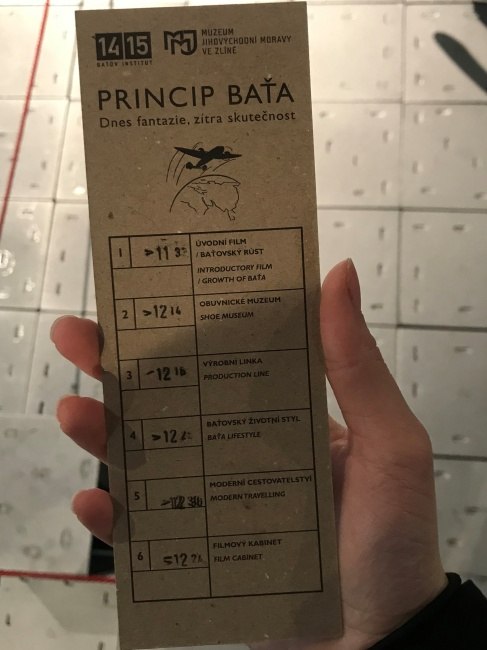 14|15
BAŤŮV INSTITUT
MUZEUM
JIHOVÝCHODNÍ MORAVY
VE ZLÍNĚ
PRINCIP BAŤA
Dnes fantazie, zítra skutečnost
1
ÚVODNÍ FILM
/ BAŤOVSKÝ RŮST
INTRODUCTORY FILM
/ GROWTH OF BAŤA
2
>1214
OBUVNICKÉ MUZEUM
SHOE MUSEUM
3
VÝROBNÍ LINKA
PRODUCTION LINE
4
BAŤOVSKÝ ŽIVOTNÍ STYL
BAŤA LIFESTYLE
5
MODERNÍ CESTOVATELSTVÍ
MODERN TRAVELLING
6
FILMOVÝ KABINET
FILM CABINET